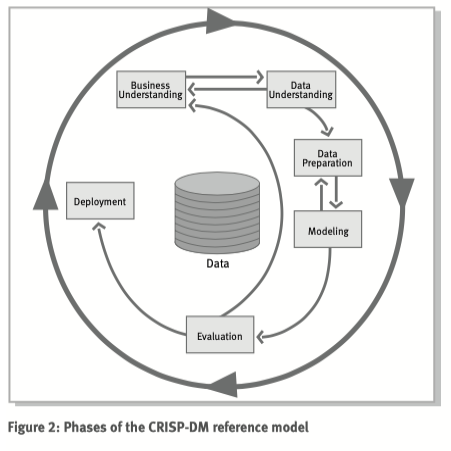 Business
Understanding
Data
Understanding
Data
Preparation
Deployment
Modeling
Data
Evaluation
Figure 2: Phases of the CRISP-DM reference model